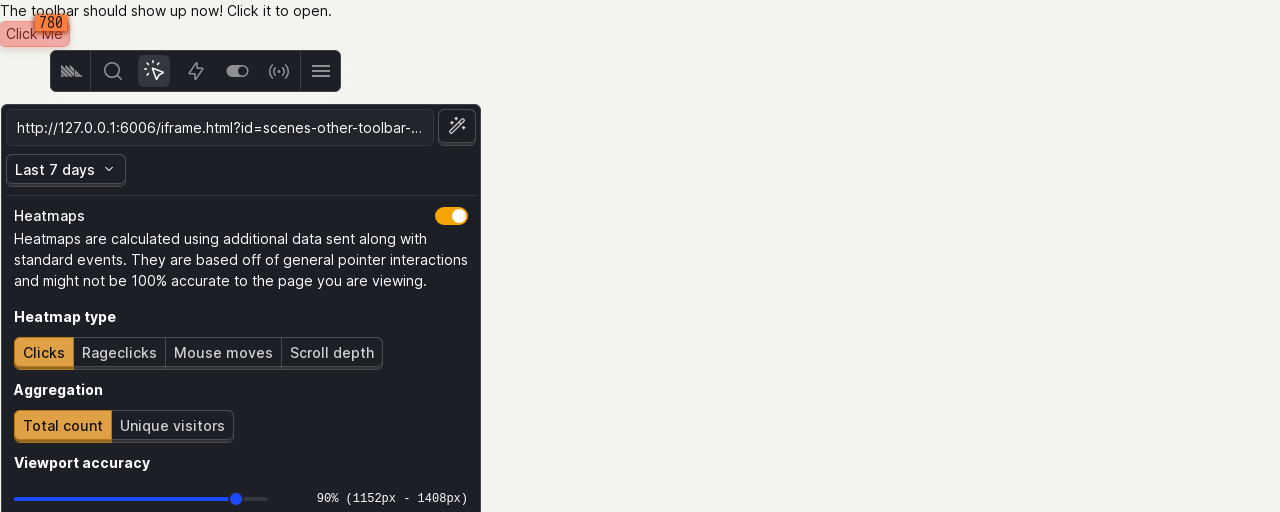 The toolbar should show up now! Click it to open.
780
Click Me
http://127.0.0.1:6006/iframe.html?id=scenes-other-toolbar-...
Last 7 days
Heatmaps
Heatmaps are calculated using additional data sent along with
standard events. They are based off of general pointer interactions
and might not be 100% accurate to the page you are viewing.
Heatmap type
Clicks Rageclicks Mouse moves Scroll depth
Aggregation
Total count Unique visitors
Viewport accuracy
90% (1152px - 1408px)